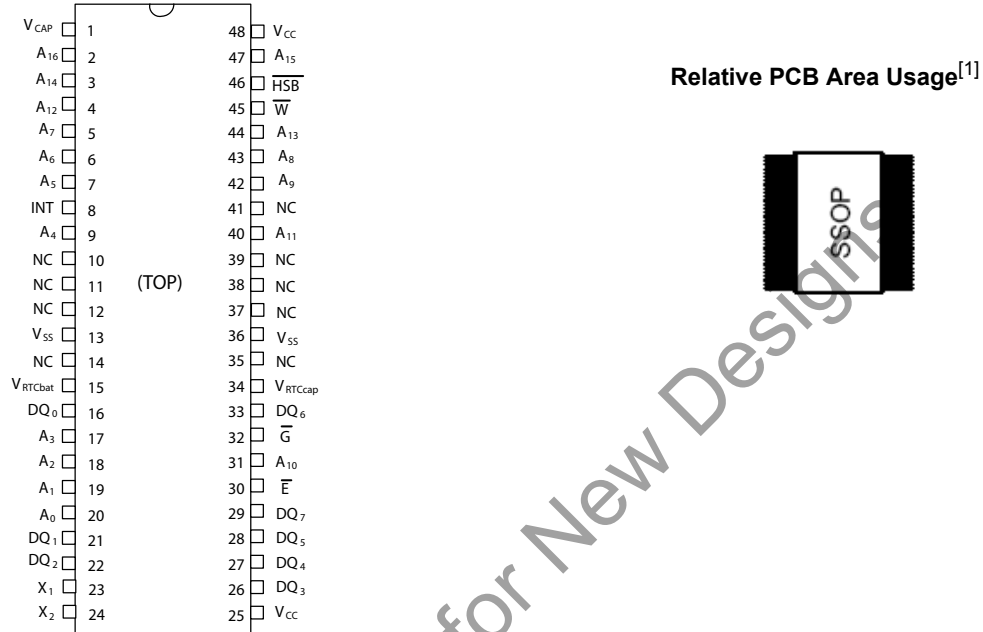 VCAP 1 48 VCC
A16 2 47 A15
A14 3 46 HSB
A12 4 45 W
A7 5 44 A13
A6 6 43 A8
A5 7 42 A9
INT 8 41 NC
A4 9 40 A11
NC 10 39 NC
NC 11 (TOP) 38 NC
NC 12 37 NC
VSS 13 36 VSS
NC 14 35 NC
VRTCbat 15 34 VRTCcap
DQ0 16 33 DQ6
A3 17 32 G
A2 18 31 A10
A1 19 30 E
A0 20 29 DQ7
DQ1 21 28 DQ5
DQ2 22 27 DQ4
X1 23 26 DQ3
X2 24 25 VCC
Relative PCB Area Usage[1]
SSOP
for New Designs